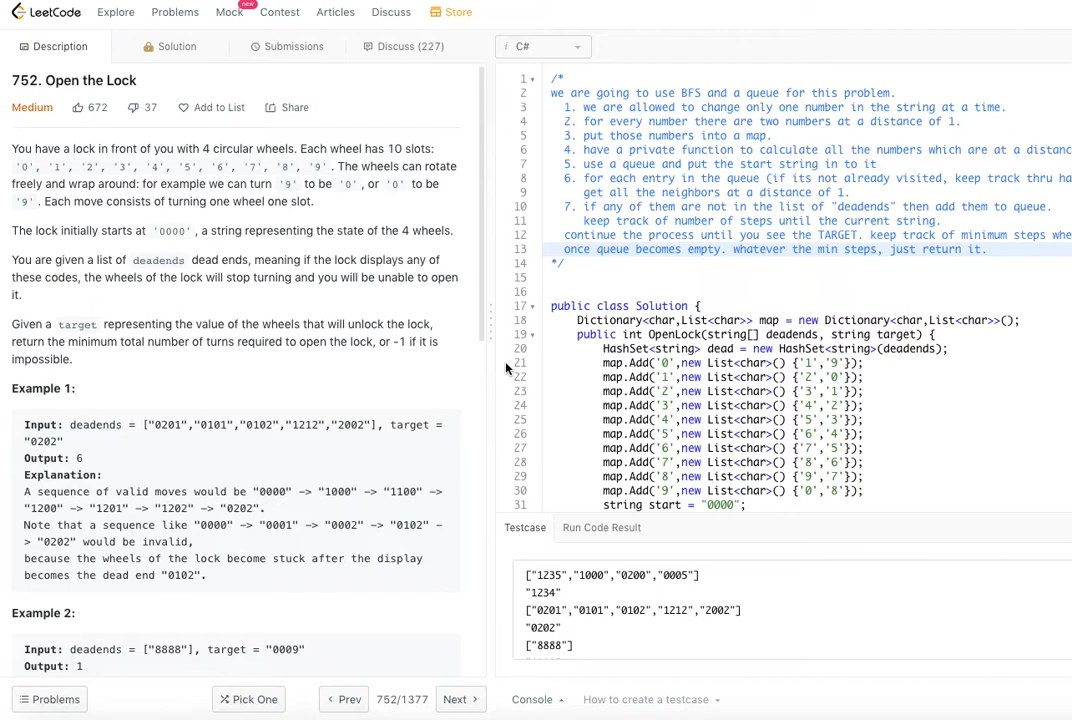 LeetCode Explore Problems Mock new Contest Articles Discuss Store
Description Solution Submissions Discuss (227)
752. Open the Lock
Medium 672 37 Add to List Share
You have a lock in front of you with 4 circular wheels. Each wheel has 10 slots:
'0', '1', '2', '3', '4', '5', '6', '7', '8', '9'. The wheels can rotate
freely and wrap around: for example we can turn '9' to be '0', or '0' to be
'9'. Each move consists of turning one wheel one slot.
The lock initially starts at '0000', a string representing the state of the 4 wheels.
You are given a list of deadends dead ends, meaning if the lock displays any of
these codes, the wheels of the lock will stop turning and you will be unable to open
it.
Given a target representing the value of the wheels that will unlock the lock,
return the minimum total number of turns required to open the lock, or -1 if it is
impossible.
Example 1:
Input: deadends = ["0201","0101","0102","1212","2002"], target =
"0202"
Output: 6
Explanation:
A sequence of valid moves would be "0000" -> "1000" -> "1100" ->
"1200" -> "1201" -> "1202" -> "0202".
Note that a sequence like "0000" -> "0001" -> "0002" -> "0102" -
> "0202" would be invalid,
because the wheels of the lock become stuck after the display
becomes the dead end "0102".
Example 2:
Input: deadends = ["8888"], target = "0009"
Output: 1
Problems Pick One Prev 752/1377 Next
i C#
1 /*
2 we are going to use BFS and a queue for this problem.
3 1. we are allowed to change only one number in the string at a time.
4 2. for every number there are two numbers at a distance of 1.
5 3. put those numbers into a map.
6 4. have a private function to calculate all the numbers which are at a distanc
7 5. use a queue and put the start string in to it
8 6. for each entry in the queue (if its not already visited, keep track thru ha
9 get all the neighbors at a distance of 1.
10 7. if any of them are not in the list of "deadends" then add them to queue.
11 keep track of number of steps until the current string.
12 continue the process until you see the TARGET. keep track of minimum steps whe
13 once queue becomes empty. whatever the min steps, just return it.
14 */
15
16
17 public class Solution {
18 Dictionary<char,List<char>> map = new Dictionary<char,List<char>>();
19 public int OpenLock(string[] deadends, string target) {
20 HashSet<string> dead = new HashSet<string>(deadends);
21 map.Add('0',new List<char>() {'1','9'});
22 map.Add('1',new List<char>() {'2','0'});
23 map.Add('2',new List<char>() {'3','1'});
24 map.Add('3',new List<char>() {'4','2'});
25 map.Add('4',new List<char>() {'5','3'});
26 map.Add('5',new List<char>() {'6','4'});
27 map.Add('6',new List<char>() {'7','5'});
28 map.Add('7',new List<char>() {'8','6'});
29 map.Add('8',new List<char>() {'9','7'});
30 map.Add('9',new List<char>() {'0','8'});
31 string start = "0000";
Testcase Run Code Result
["1235","1000","0200","0005"]
"1234"
["0201","0101","0102","1212","2002"]
"0202"
["8888"]
Console How to create a testcase